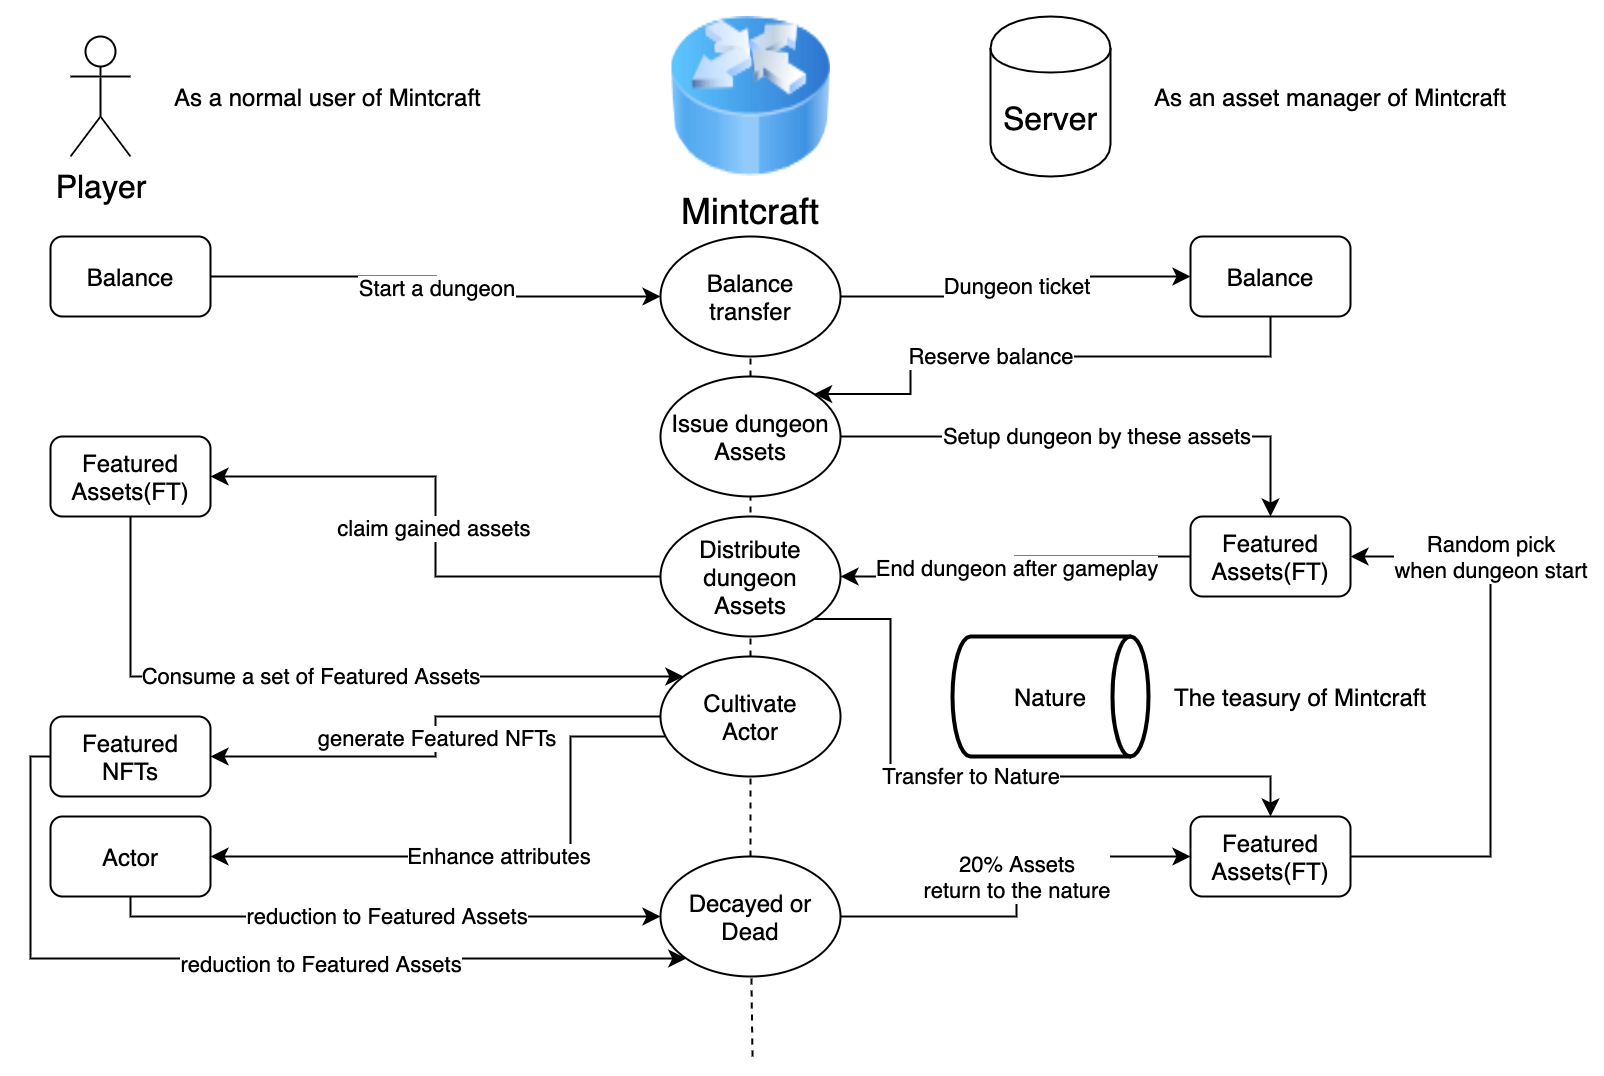 As a normal user of Mintcraft
Server
As an asset manager of Mintcraft
Player
Mintcraft
Balance
Start a dungeon
Balance
transfer
Dungeon ticket
Balance
Reserve balance
Issue dungeon
Assets
Setup dungeon by these assets
Featured
Assets(FT)
claim gained assets
Distribute
dungeon
Assets
End dungeon after gameplay
Featured
Assets(FT)
Random pick
when dungeon start
Consume a set of Featured Assets
Cultivate
Actor
Nature
The teasury of Mintcraft
generate Featured NFTs
Featured
NFTs
Transfer to Nature
Actor
Enhance attributes
20% Assets
return to the nature
Featured
Assets(FT)
reduction to Featured Assets
Decayed or
Dead
reduction to Featured Assets